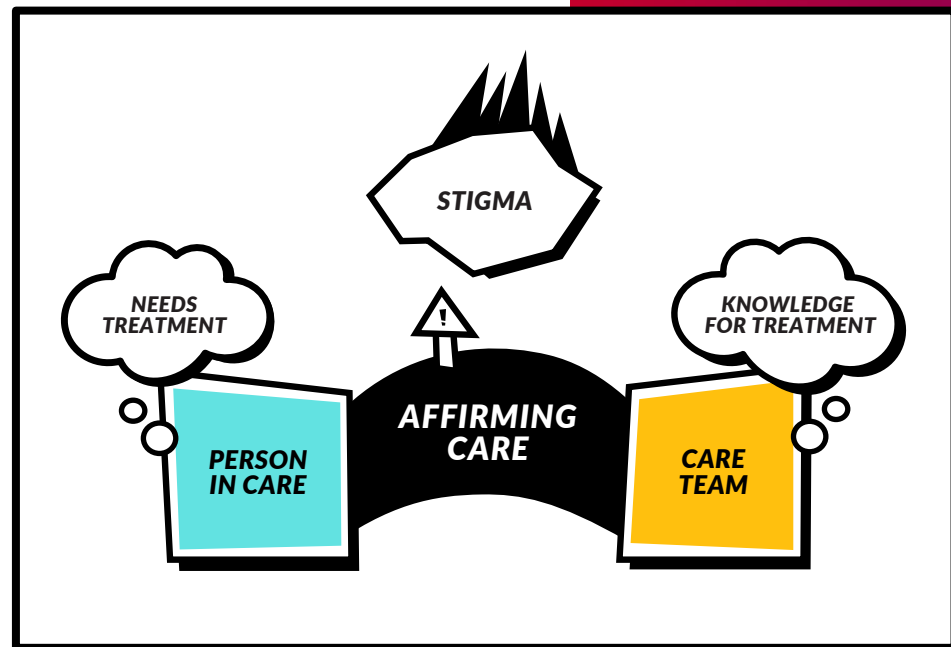 STIGMA
NEEDS
TREATMENT
KNOWLEDGE
FOR TREATMENT
!
AFFIRMING
CARE
PERSON
IN CARE
CARE
TEAM